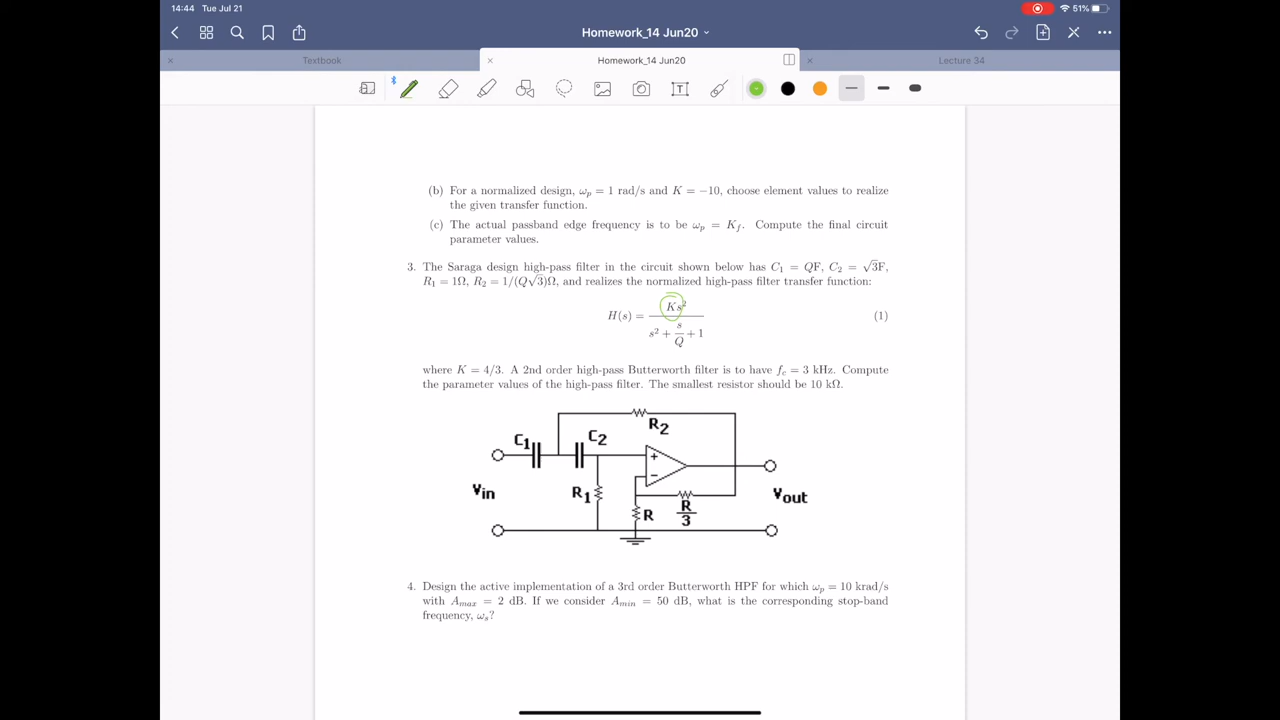 14:44 Tue Jul 21
51%
Homework_14 Jun20
Textbook
Homework_14 Jun20
Lecture 34
(b) For a normalized design, ωp = 1 rad/s and K = −10, choose element values to realize
the given transfer function.
(c) The actual passband edge frequency is to be ωp = Kf. Compute the final circuit
parameter values.
3. The Saraga design high-pass filter in the circuit shown below has C1 = QF, C2 = √3F,
R1 = 1Ω, R2 = 1/(Q√3)Ω, and realizes the normalized high-pass filter transfer function:
H(s) = Ks² / (s² + s/Q + 1) (1)
where K = 4/3. A 2nd order high-pass Butterworth filter is to have fc = 3 kHz. Compute
the parameter values of the high-pass filter. The smallest resistor should be 10 kΩ.
R2
C1
C2
+
−
Vin
R1
R
R/3
Vout
4. Design the active implementation of a 3rd order Butterworth HPF for which ωp = 10 krad/s
with Amax = 2 dB. If we consider Amin = 50 dB, what is the corresponding stop-band
frequency, ωs?